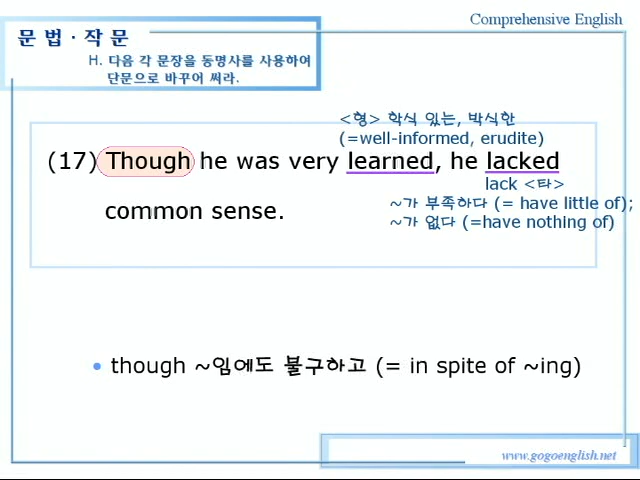 Comprehensive English
문 법 · 작 문
H. 다음 각 문장을 동명사를 사용하여
단문으로 바꾸어 써라.
<형> 학식 있는, 박식한
(=well-informed, erudite)
(17) Though he was very learned, he lacked
lack <타>
~가 부족하다 (= have little of);
common sense.
~가 없다 (=have nothing of)
• though ~임에도 불구하고 (= in spite of ~ing)
www.gogoenglish.net